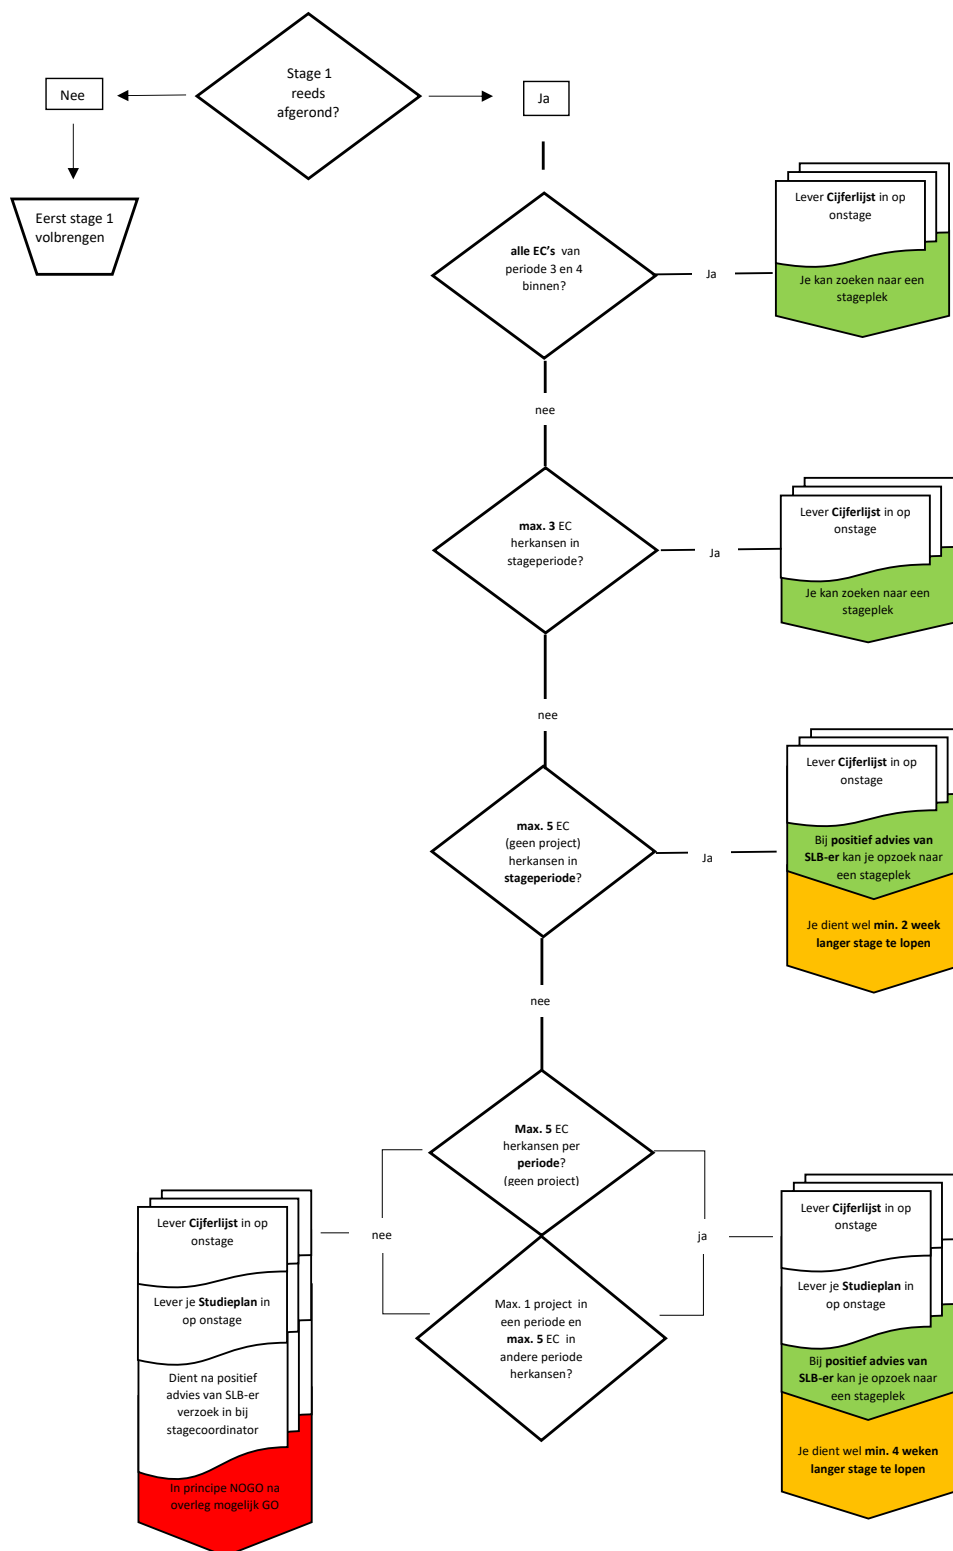 Stage 1
reeds
afgerond?
Nee
Ja
Eerst stage 1
volbrengen
alle EC's van
periode 3 en 4
binnen?
Ja
Lever Cijferlijst in op
onstage
Je kan zoeken naar een
stageplek
nee
max. 3 EC
herkansen in
stageperiode?
Ja
Lever Cijferlijst in op
onstage
Je kan zoeken naar een
stageplek
nee
max. 5 EC
(geen project)
herkansen in
stageperiode?
Ja
Lever Cijferlijst in op
onstage
Bij positief advies van
SLB-er kan je opzoek naar
een stageplek
Je dient wel min. 2 week
langer stage te lopen
nee
Max. 5 EC
herkansen per
periode?
(geen project)
Max. 1 project in
een periode en
max. 5 EC in
andere periode
herkansen?
nee
Lever Cijferlijst in op
onstage
Lever je Studieplan in
op onstage
Dient na positief
advies van SLB-er
verzoek in bij
stagecoordinator
In principe NOGO na
overleg mogelijk GO
ja
Lever Cijferlijst in op
onstage
Lever je Studieplan in
op onstage
Bij positief advies van
SLB-er kan je opzoek naar
een stageplek
Je dient wel min. 4 weken
langer stage te lopen